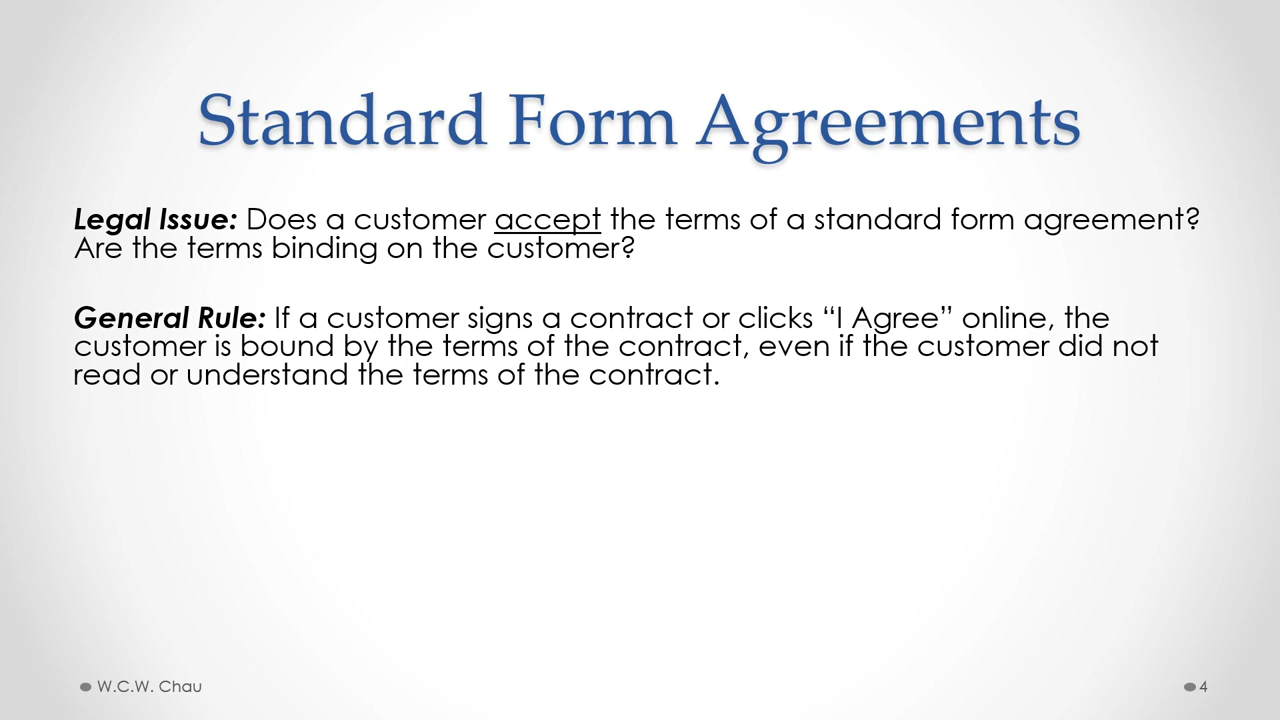 Standard Form Agreements
Legal Issue: Does a customer accept the terms of a standard form agreement?
Are the terms binding on the customer?
General Rule: If a customer signs a contract or clicks “I Agree” online, the
customer is bound by the terms of the contract, even if the customer did not
read or understand the terms of the contract.
W.C.W. Chau
4